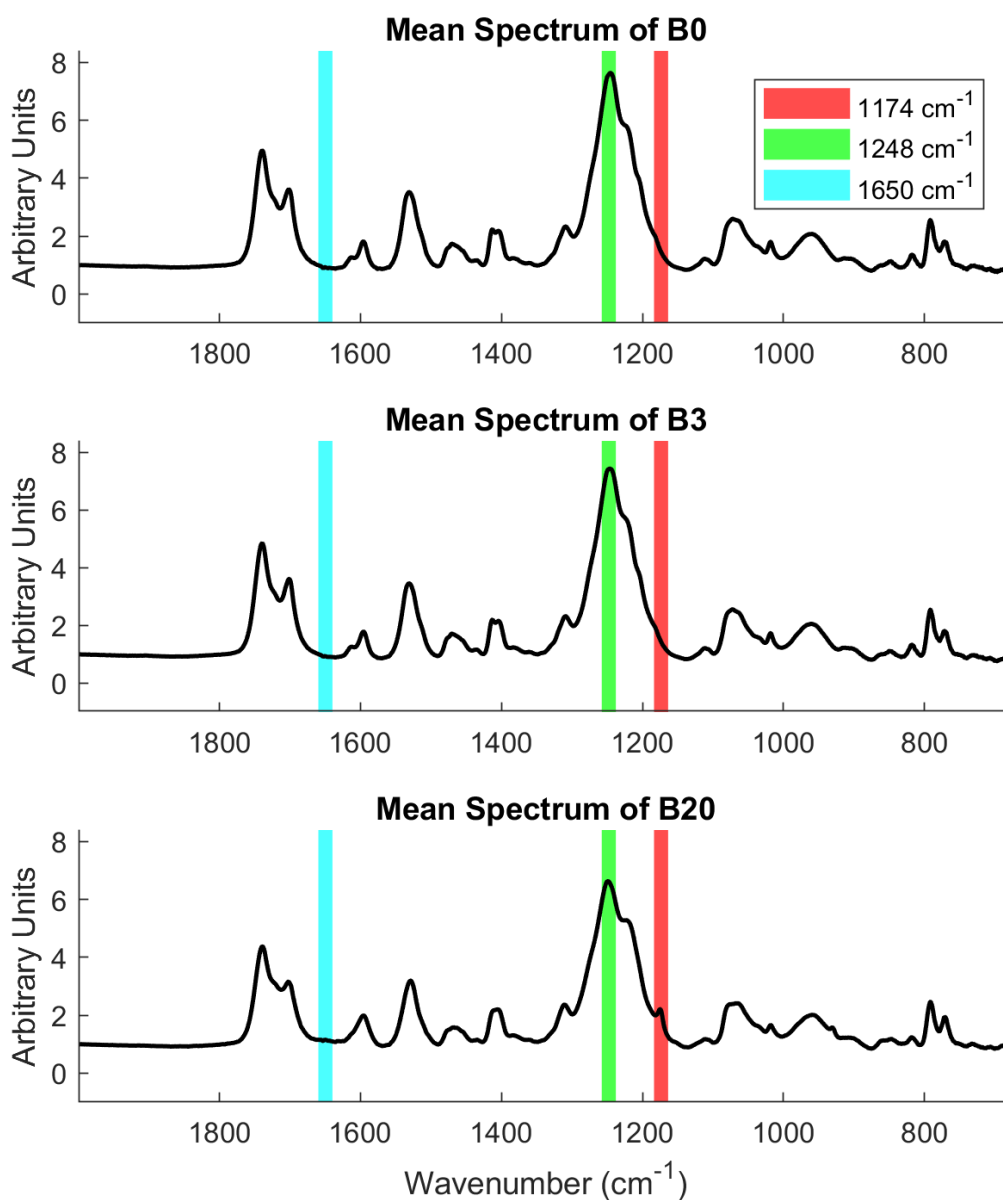 Mean Spectrum of B0
Arbitrary Units
8
6
4
2
0
1174 cm⁻¹
1248 cm⁻¹
1650 cm⁻¹
1800 1600 1400 1200 1000 800
Mean Spectrum of B3
Arbitrary Units
8
6
4
2
0
1800 1600 1400 1200 1000 800
Mean Spectrum of B20
Arbitrary Units
8
6
4
2
0
1800 1600 1400 1200 1000 800
Wavenumber (cm⁻¹)